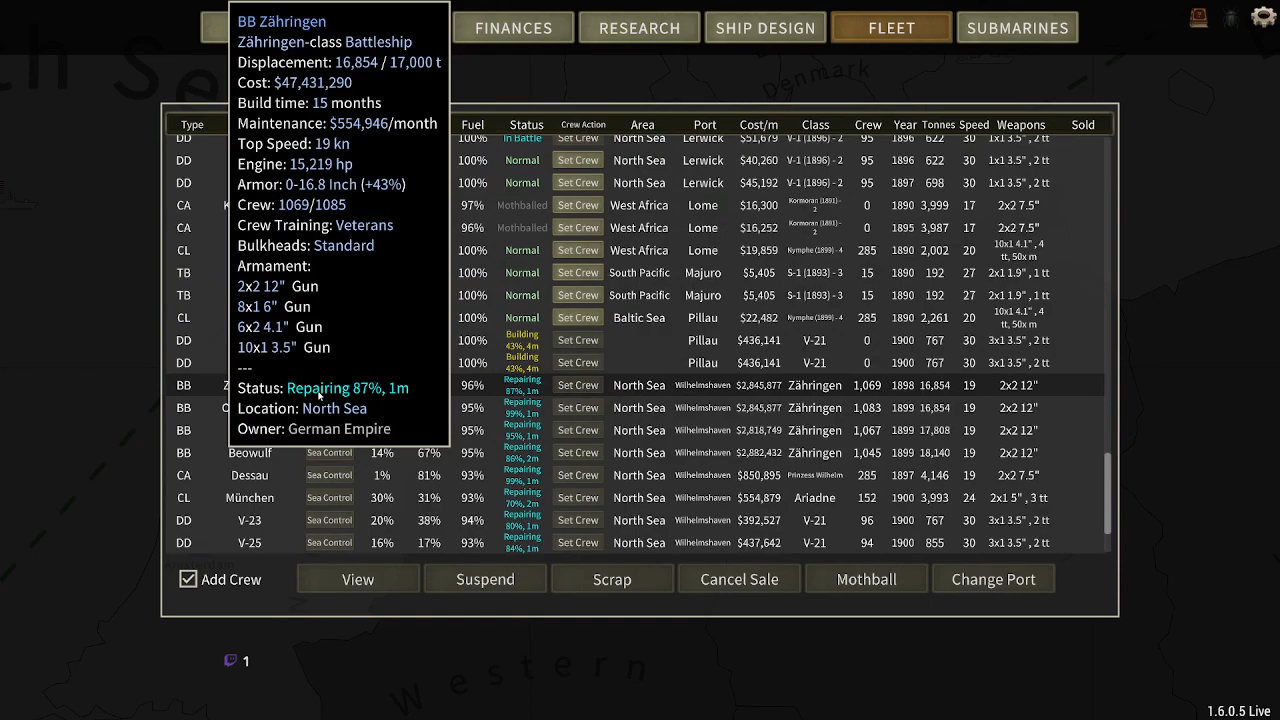 FINANCES RESEARCH SHIP DESIGN FLEET SUBMARINES
BB Zähringen
Zähringen-class Battleship
Displacement: 16,854 / 17,000 t
Cost: $47,431,290
Build time: 15 months
Maintenance: $554,946/month
Top Speed: 19 kn
Engine: 15,219 hp
Armor: 0-16.8 Inch (+43%)
Crew: 1069/1085
Crew Training: Veterans
Bulkheads: Standard
Armament:
2x2 12" Gun
8x1 6" Gun
6x2 4.1" Gun
10x1 3.5" Gun
---
Status: Repairing 87%, 1m
Location: North Sea
Owner: German Empire
Denmark
Type Fuel Status Crew Action Area Port Cost/m Class Crew Year Tonnes Speed Weapons Sold
DD 100% In Battle Set Crew North Sea Lerwick $51,679 V-1 (1896) - 2 95 1896 622 30 1x1 3.5" , 2 tt
DD 100% Normal Set Crew North Sea Lerwick $40,260 V-1 (1896) - 2 95 1896 622 30 1x1 3.5" , 2 tt
DD 100% Normal Set Crew North Sea Lerwick $45,192 V-1 (1896) - 2 95 1897 698 30 1x1 3.5" , 2 tt
CA 97% Mothballed Set Crew West Africa Lome $16,300 Kormoran (1891) - 2 0 1890 3,999 17 2x2 7.5"
CA 96% Mothballed Set Crew West Africa Lome $16,252 Kormoran (1891) - 2 0 1895 3,987 17 2x2 7.5"
CL 100% Normal Set Crew West Africa Lome $19,859 Nymphe (1899) - 4 285 1890 2,002 20 10x1 4.1" , 4 tt, 50x m
TB 100% Normal Set Crew South Pacific Majuro $5,405 S-1 (1893) - 3 15 1890 192 27 2x1 1.9" , 1 tt
TB 100% Normal Set Crew South Pacific Majuro $5,405 S-1 (1893) - 3 15 1890 192 27 2x1 1.9" , 1 tt
CL 100% Normal Set Crew Baltic Sea Pillau $22,482 Nymphe (1899) - 4 285 1890 2,261 20 10x1 4.1" , 4 tt, 50x m
DD 100% Building 43%, 4m Set Crew Pillau $436,141 V-21 0 1900 767 30 3x1 3.5" , 2 tt
DD 100% Building 43%, 4m Set Crew Pillau $436,141 V-21 0 1900 767 30 3x1 3.5" , 2 tt
BB 96% Repairing 87%, 1m Set Crew North Sea Wilhelmshaven $2,845,877 Zähringen 1,069 1898 16,854 19 2x2 12"
BB 95% Repairing 99%, 1m Set Crew North Sea Wilhelmshaven $2,845,877 Zähringen 1,083 1899 16,854 19 2x2 12"
BB 95% Repairing 95%, 1m Set Crew North Sea Wilhelmshaven $2,818,749 Zähringen 1,067 1899 17,808 19 2x2 12"
BB Beowulf Sea Control 14% 67% 95% Repairing 86%, 2m Set Crew North Sea Wilhelmshaven $2,882,432 Zähringen 1,045 1899 18,140 19 2x2 12"
CA Dessau Sea Control 1% 81% 93% Repairing 99%, 1m Set Crew North Sea Wilhelmshaven $850,895 Prinzess Wilhelm 285 1897 4,146 19 2x2 7.5"
CL München Sea Control 30% 31% 93% Repairing 70%, 2m Set Crew North Sea Wilhelmshaven $554,879 Ariadne 152 1900 3,993 24 2x1 5" , 3 tt
DD V-23 Sea Control 20% 38% 94% Repairing 80%, 1m Set Crew North Sea Wilhelmshaven $392,527 V-21 96 1900 767 30 3x1 3.5" , 2 tt
DD V-25 Sea Control 16% 17% 93% Repairing 84%, 1m Set Crew North Sea Wilhelmshaven $437,642 V-21 94 1900 855 30 3x1 3.5" , 2 tt
Add Crew View Suspend Scrap Cancel Sale Mothball Change Port
1
Western
1.6.0.5 Live